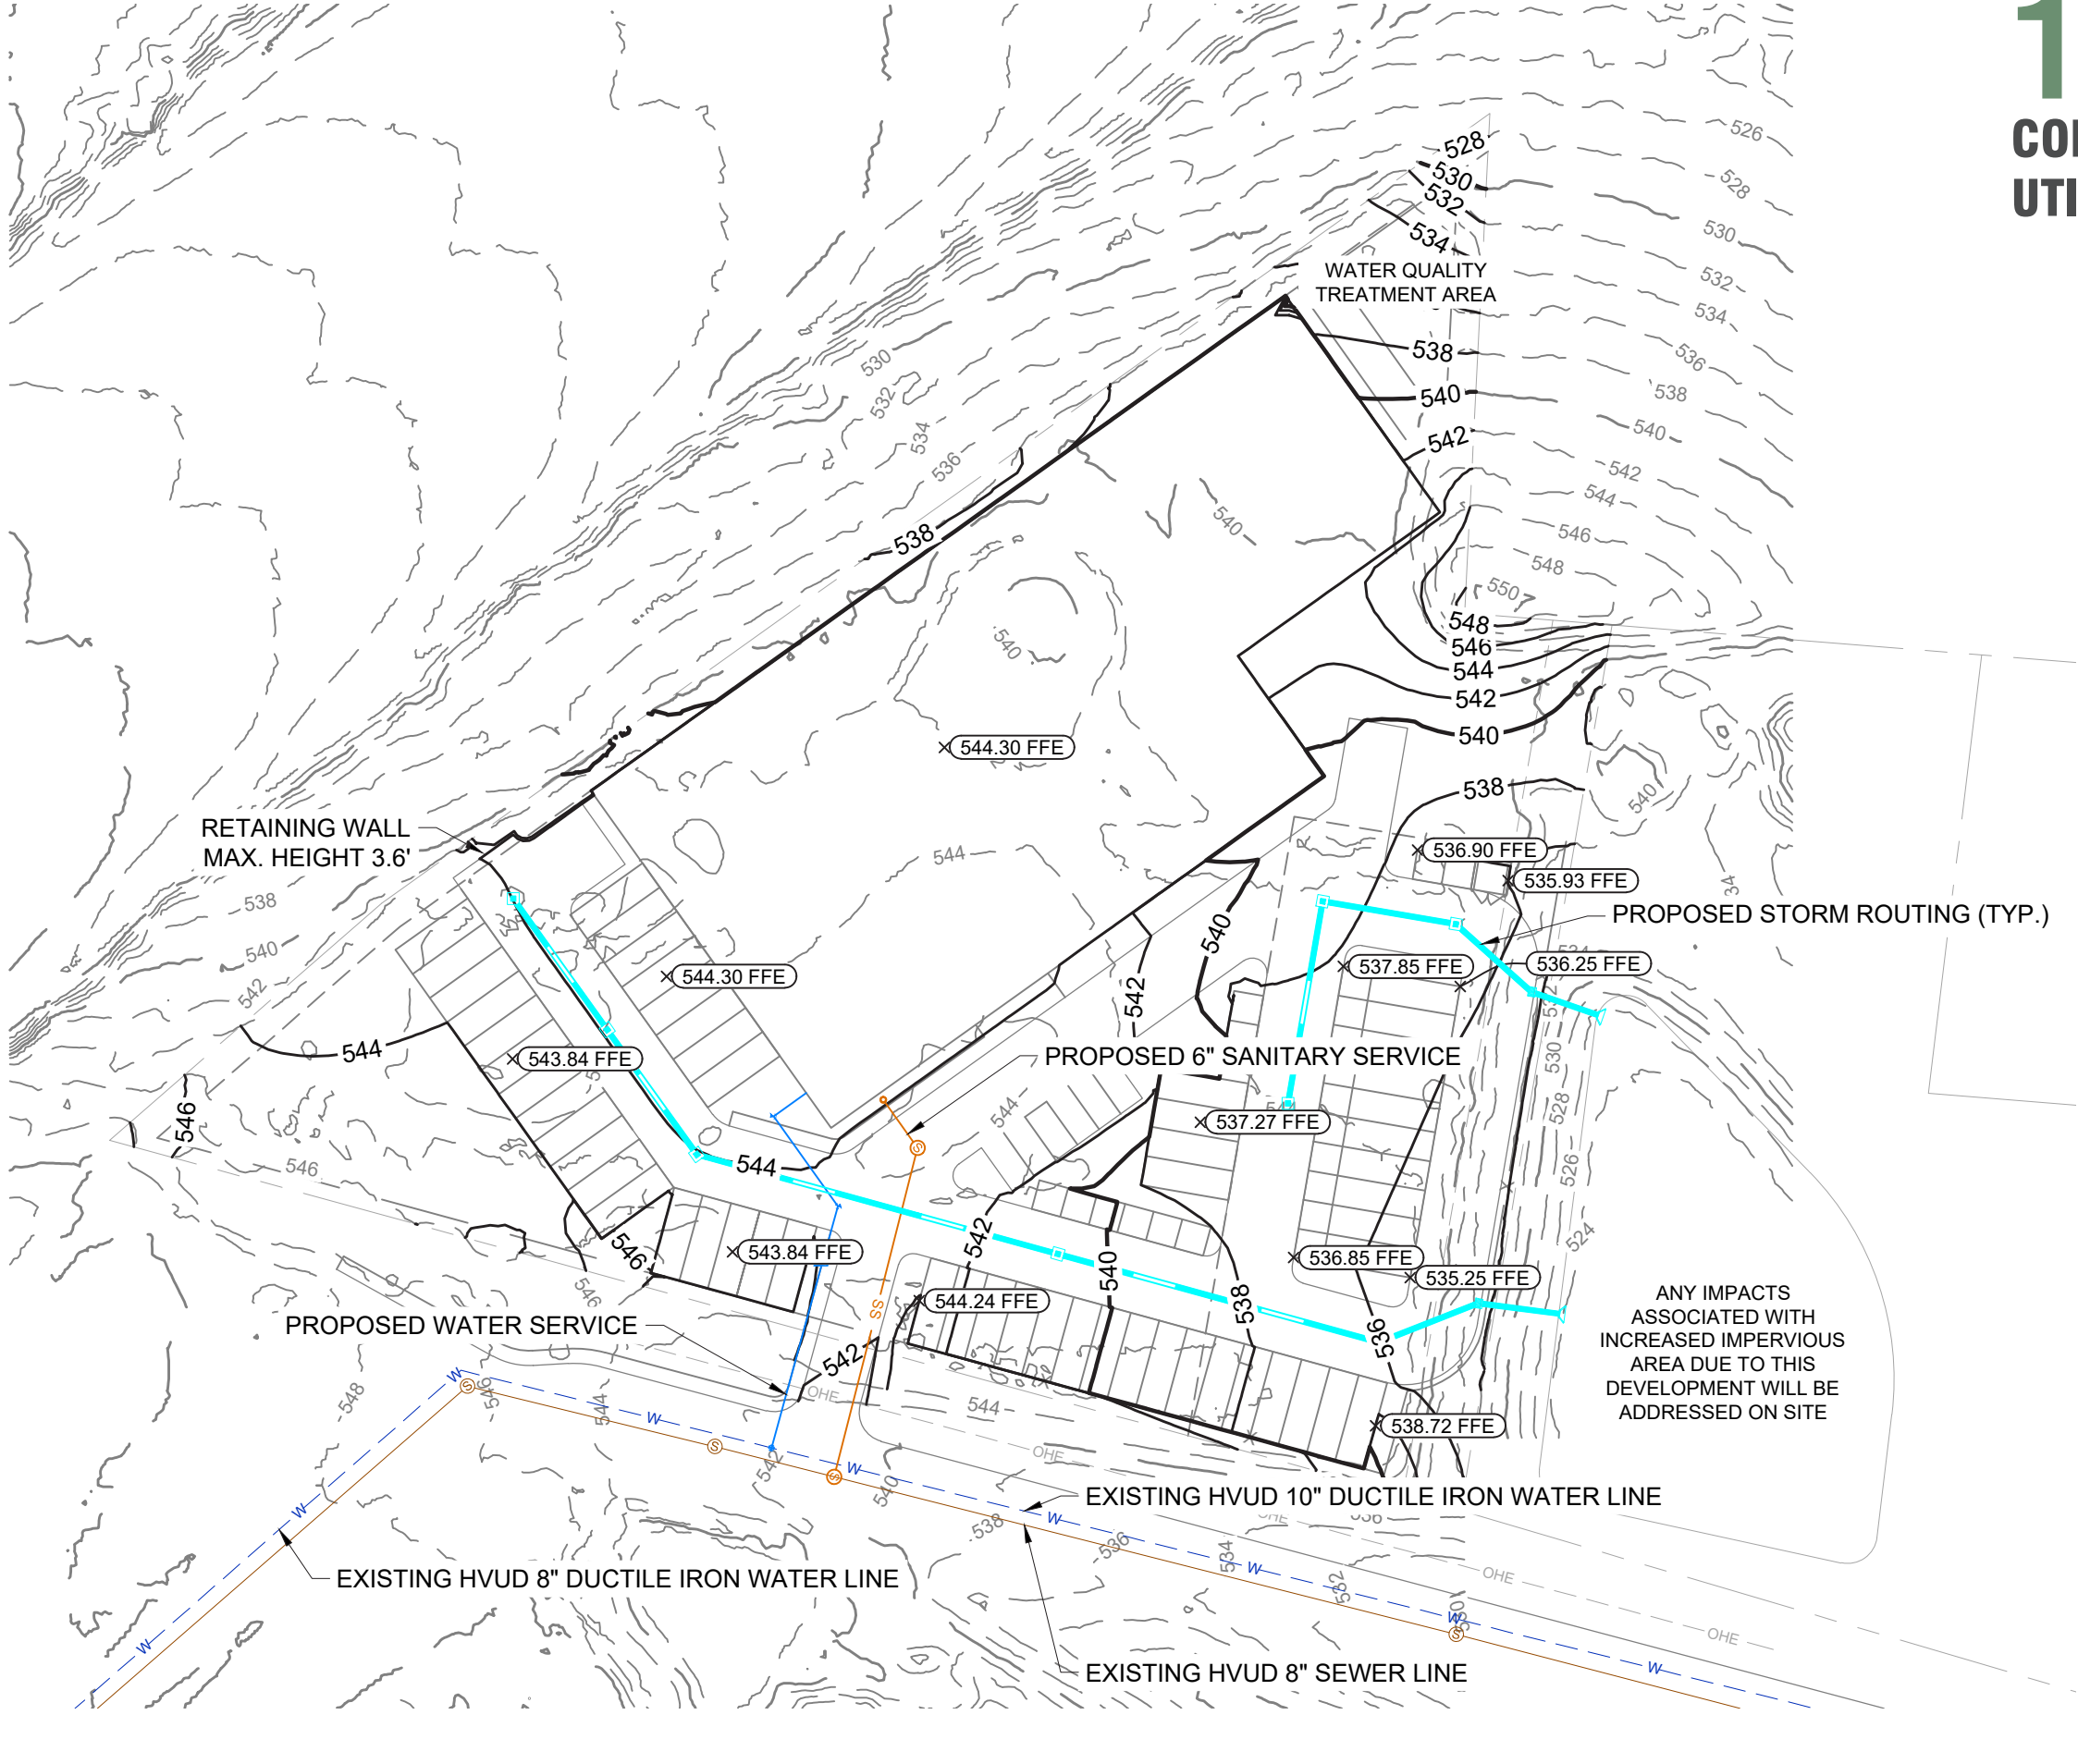 1
526
528
530
532
534
528
530
WATER QUALITY
TREATMENT AREA
532
534
538
536
538
540
540
542
542
544
546
548
550
530
532
534
536
538
540
540
548
546
544
542
540
538
540
544.30 FFE
RETAINING WALL
MAX. HEIGHT 3.6'
544
536.90 FFE
535.93 FFE
PROPOSED STORM ROUTING (TYP.)
538
540
542
540
542
544.30 FFE
537.85 FFE
536.25 FFE
544
543.84 FFE
PROPOSED 6" SANITARY SERVICE
530
528
526
524
546
546
544
544
537.27 FFE
546
546
543.84 FFE
542
540
538
536
536.85 FFE
535.25 FFE
SS
544.24 FFE
PROPOSED WATER SERVICE
542
ANY IMPACTS
ASSOCIATED WITH
INCREASED IMPERVIOUS
AREA DUE TO THIS
DEVELOPMENT WILL BE
ADDRESSED ON SITE
548
546
544
OHE
544
538.72 FFE
W
S
W
S
S
W
542
540
OHE
EXISTING HVUD 10" DUCTILE IRON WATER LINE
W
W
538
536
534
532
W
OHE
EXISTING HVUD 8" DUCTILE IRON WATER LINE
W
W
S
OHE
W
EXISTING HVUD 8" SEWER LINE